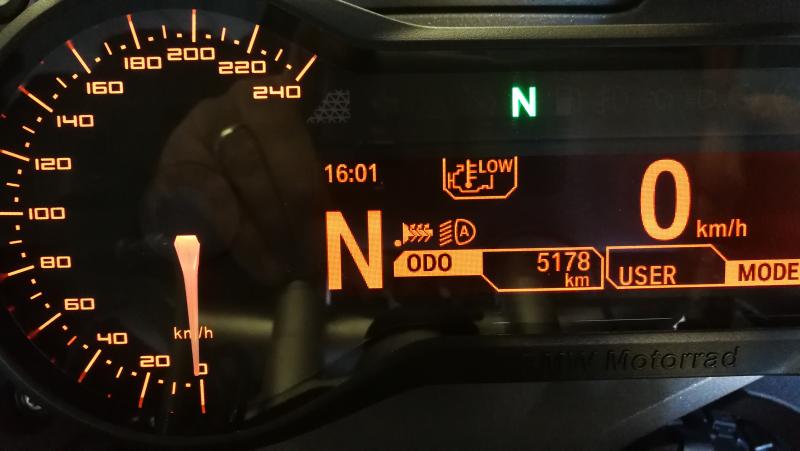 240
220
200
180
160
140
120
100
80
60
40
20
0
km/h
N
16:01
LOW
H
0 km/h
N
A
ODO 5178 km
USER MODE
BMW Motorrad